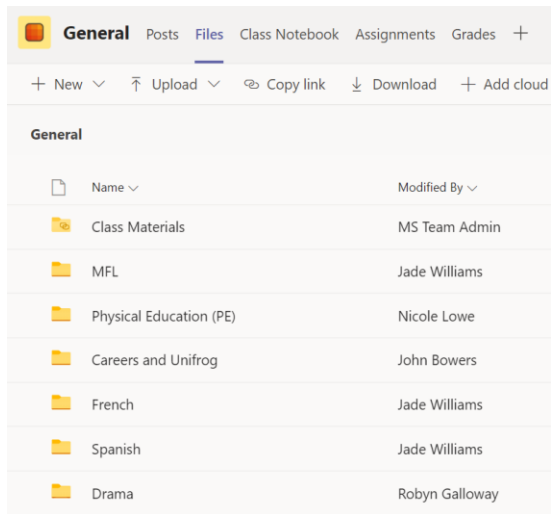 General Posts Files Class Notebook Assignments Grades
New Upload Copy link Download Add cloud
General
Name Modified By
Class Materials MS Team Admin
MFL Jade Williams
Physical Education (PE) Nicole Lowe
Careers and Unifrog John Bowers
French Jade Williams
Spanish Jade Williams
Drama Robyn Galloway